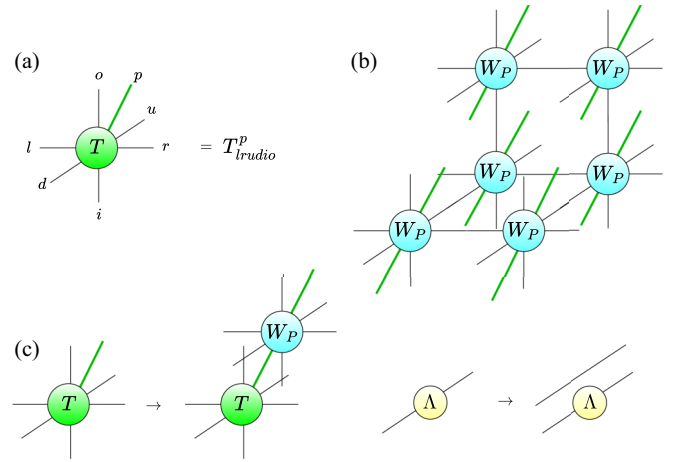 (a)
o
p
u
l
T
r
= T^p_{lrudio}
d
i
(b)
W_P
W_P
W_P
W_P
W_P
W_P
(c)
W_P
T
→
T
Λ
→
Λ